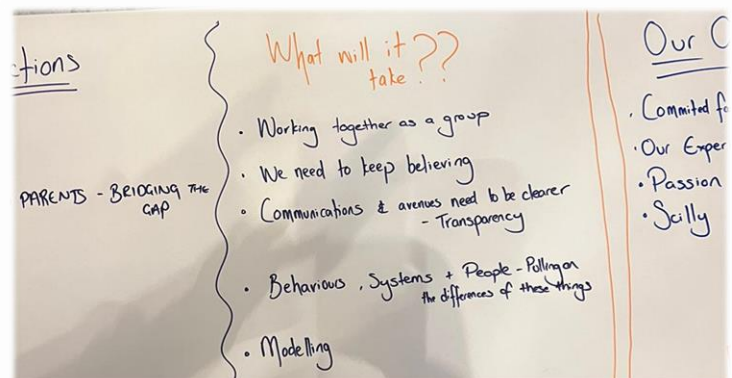 ctions
PARENTS - BRIDGING THE
GAP
What will it
take ??
• Working together as a group
• We need to keep believing
• Communications & avenues need to be clearer
- Transparency
• Behaviours, Systems + People - Pulling on
the differences of these things
• Modelling
Our C
• Commited fo
• Our Exper
• Passion
• Scilly